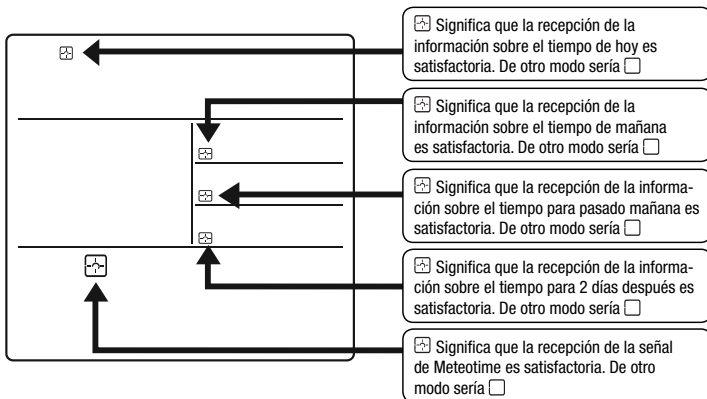 Significa que la recepción de la
información sobre el tiempo de hoy es
satisfactoria. De otro modo sería
Significa que la recepción de la
información sobre el tiempo de mañana
es satisfactoria. De otro modo sería
Significa que la recepción de la informa-
ción sobre el tiempo para pasado mañana es
satisfactoria. De otro modo sería
Significa que la recepción de la informa-
ción sobre el tiempo para 2 días después es
satisfactoria. De otro modo sería
Significa que la recepción de la señal
de Meteotime es satisfactoria. De otro
modo sería